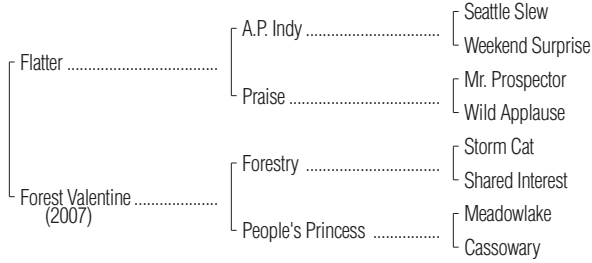 Seattle Slew
A.P. Indy ..................................
Weekend Surprise
Flatter ......................................
Mr. Prospector
Praise ......................................
Wild Applause
Storm Cat
Forestry ..................................
Shared Interest
Forest Valentine .....................
(2007)
Meadowlake
People's Princess .................
Cassowary